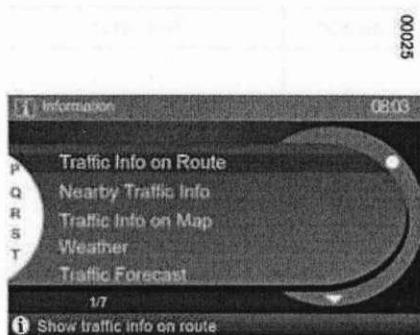 00025
Information 08:03
P
Q
R
S
T
Traffic Info on Route
Nearby Traffic Info
Traffic Info on Map
Weather
Traffic Forecast
1/7
Show traffic info on route